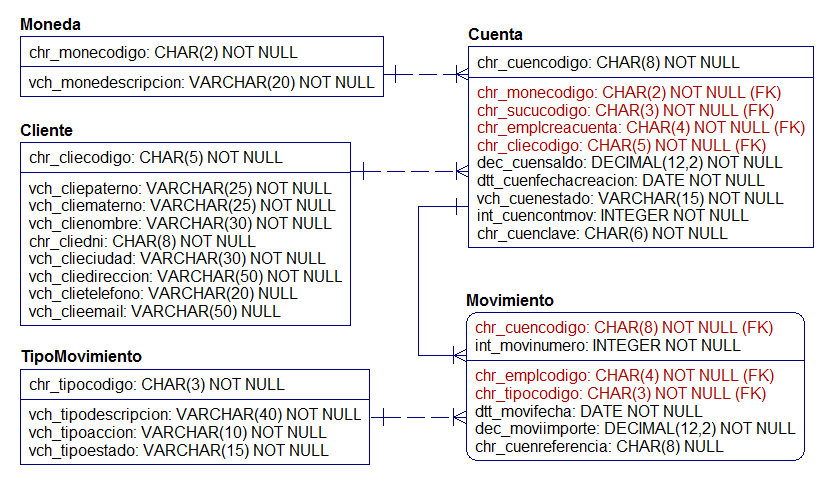 Moneda
chr_monecodigo: CHAR(2) NOT NULL
vch_monedescripcion: VARCHAR(20) NOT NULL
Cliente
chr_cliecodigo: CHAR(5) NOT NULL
vch_cliepaterno: VARCHAR(25) NOT NULL
vch_cliematerno: VARCHAR(25) NOT NULL
vch_clienombre: VARCHAR(30) NOT NULL
chr_cliedni: CHAR(8) NOT NULL
vch_clieciudad: VARCHAR(30) NOT NULL
vch_cliedireccion: VARCHAR(50) NOT NULL
vch_clietelefono: VARCHAR(20) NULL
vch_clieemail: VARCHAR(50) NULL
TipoMovimiento
chr_tipocodigo: CHAR(3) NOT NULL
vch_tipodescripcion: VARCHAR(40) NOT NULL
vch_tipoaccion: VARCHAR(10) NOT NULL
vch_tipoestado: VARCHAR(15) NOT NULL
Cuenta
chr_cuencodigo: CHAR(8) NOT NULL
chr_monecodigo: CHAR(2) NOT NULL (FK)
chr_sucucodigo: CHAR(3) NOT NULL (FK)
chr_emplcreacuenta: CHAR(4) NOT NULL (FK)
chr_cliecodigo: CHAR(5) NOT NULL (FK)
dec_cuensaldo: DECIMAL(12,2) NOT NULL
dtt_cuenfechacreacion: DATE NOT NULL
vch_cuenestado: VARCHAR(15) NOT NULL
int_cuencontmov: INTEGER NOT NULL
chr_cuenclave: CHAR(6) NOT NULL
Movimiento
chr_cuencodigo: CHAR(8) NOT NULL (FK)
int_movinumero: INTEGER NOT NULL
chr_emplcodigo: CHAR(4) NOT NULL (FK)
chr_tipocodigo: CHAR(3) NOT NULL (FK)
dtt_movifecha: DATE NOT NULL
dec_moviimporte: DECIMAL(12,2) NOT NULL
chr_cuenreferencia: CHAR(8) NULL